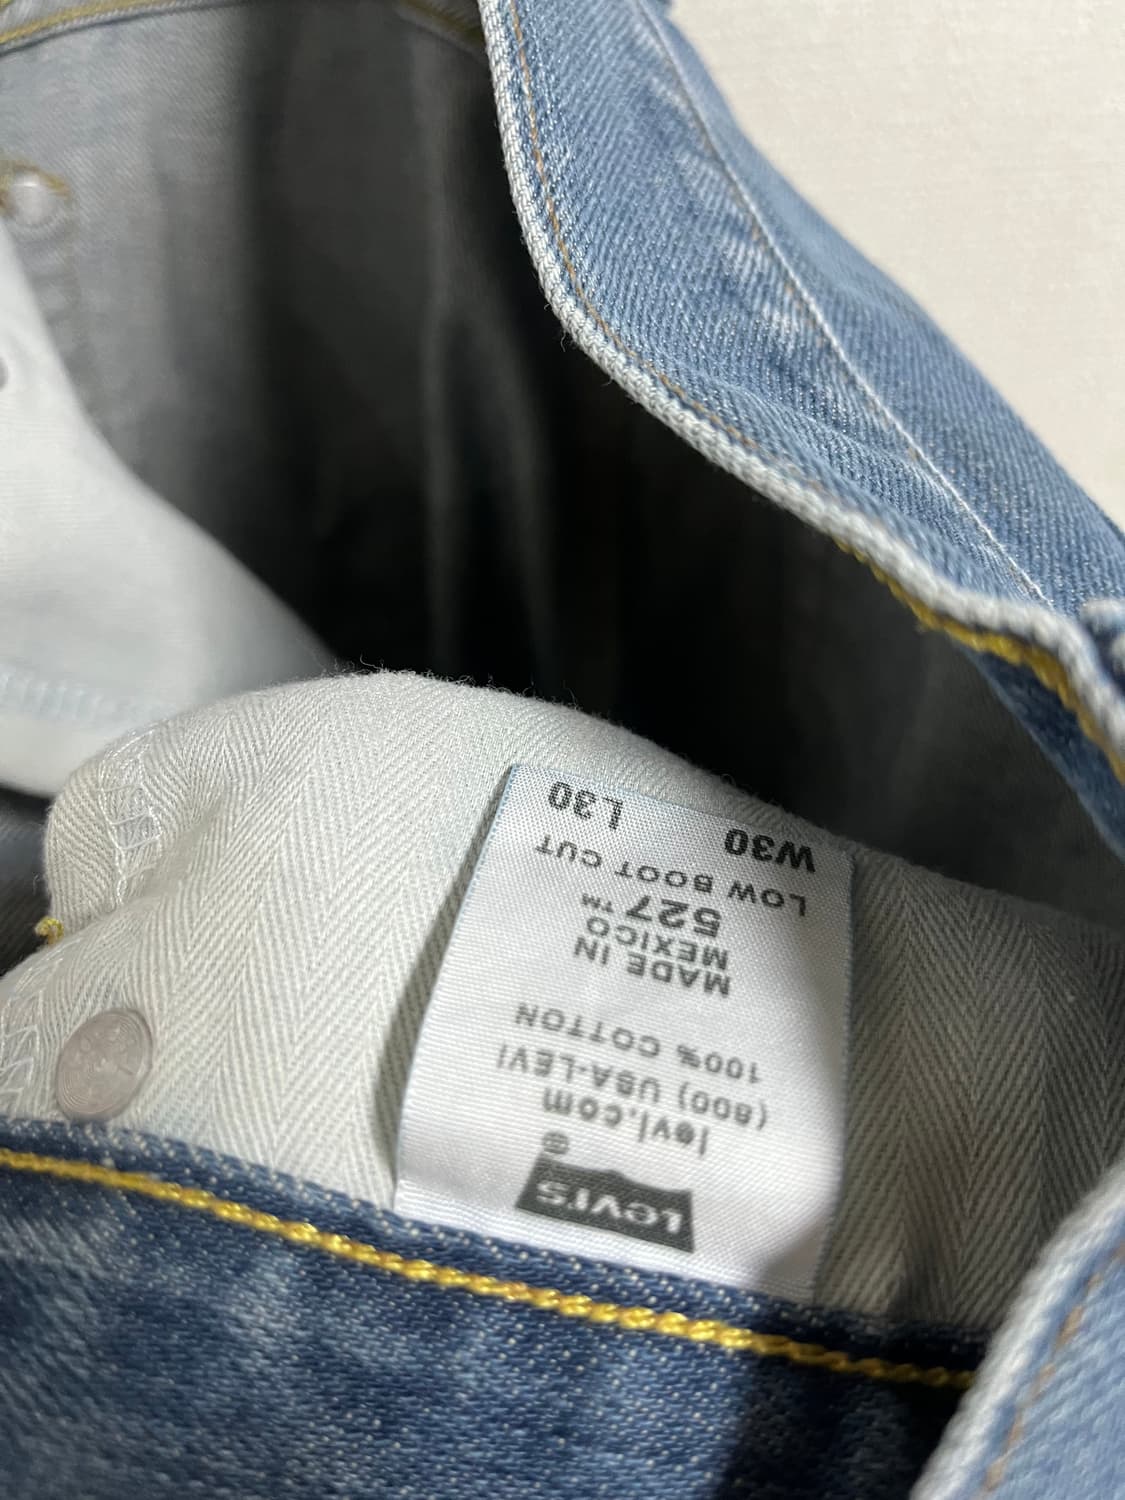 Levi's
®
levi.com
(800) USA-LEVI
100% COTTON
MADE IN
MEXICO
527™
LOW BOOT CUT
W30 L30